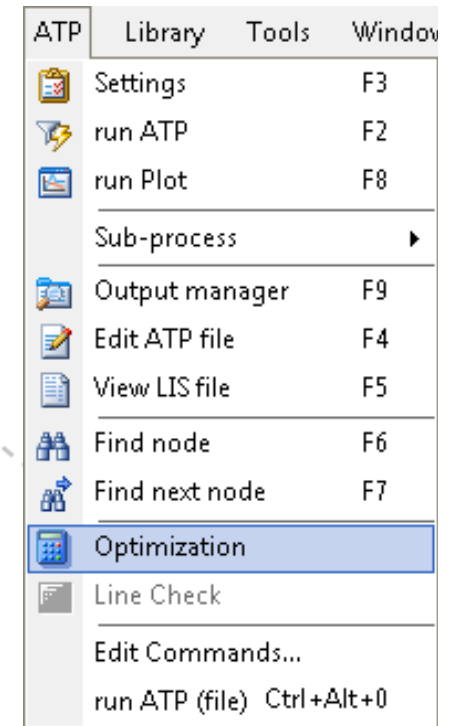 ATP Library Tools Window
Settings F3
run ATP F2
run Plot F8
Sub-process
Output manager F9
Edit ATP file F4
View LIS file F5
Find node F6
Find next node F7
Optimization
Line Check
Edit Commands...
run ATP (file) Ctrl+Alt+0